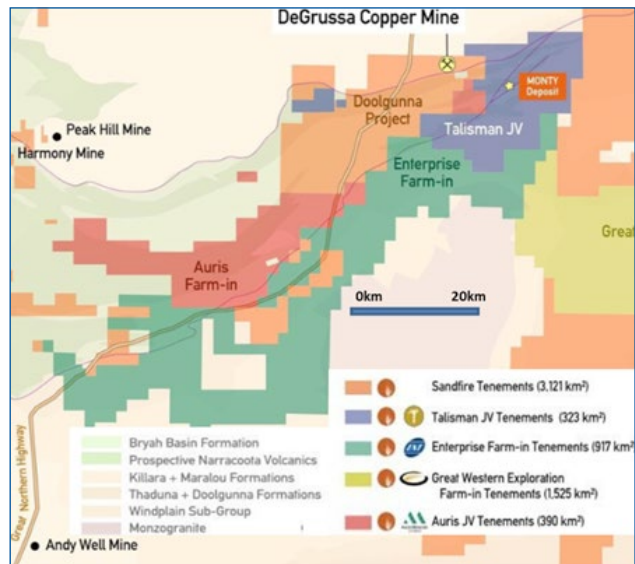 DeGrussa Copper Mine
MONTY
Deposit
Doolgunna
Project
Talisman JV
Peak Hill Mine
Harmony Mine
Enterprise
Farm-in
Great
Auris
Farm-in
0km 20km
Sandfire Tenements (3,121 km²)
Talisman JV Tenements (323 km²)
Enterprise Farm-in Tenements (917 km²)
Great Western Exploration
Farm-in Tenements (1,525 km²)
Auris JV Tenements (390 km²)
Bryah Basin Formation
Prospective Narracoota Volcanics
Killara + Maralou Formations
Thaduna + Doolgunna Formations
Windplain Sub-Group
Monzogranite
Great Northern Highway
Andy Well Mine